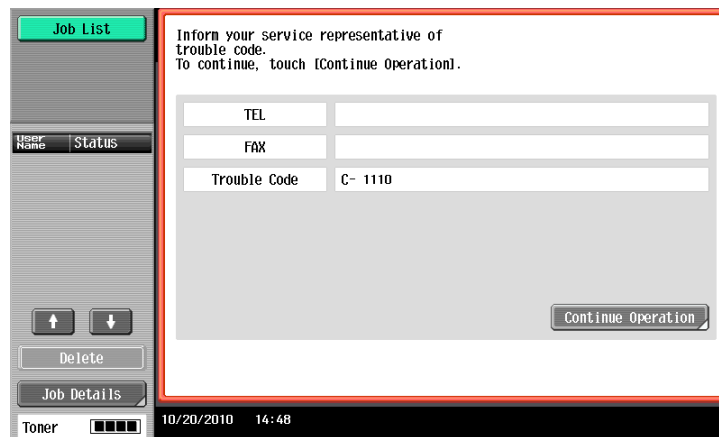 Job List
Inform your service representative of
trouble code.
To continue, touch [Continue Operation].
TEL
FAX
User Name Status
Trouble Code C- 1110
Continue Operation
Delete
Job Details
Toner
10/20/2010 14:48